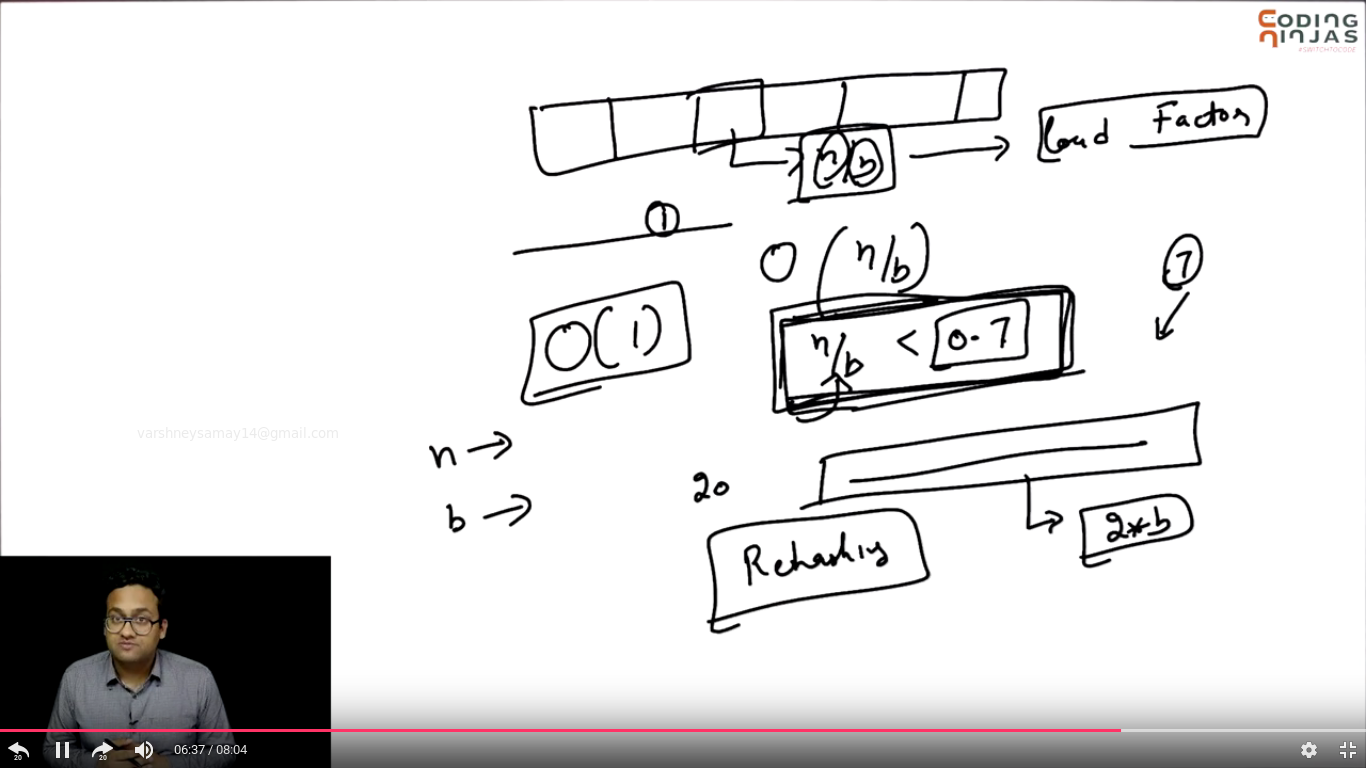 CODING
NINJAS
#SWITCHTOCODE
Load Factor
n/b
1
O(n/b)
7
O(1)
n/b < 0.7
varshneysamay14@gmail.com
n →
b →
20
2*b
Rehashing
06:37 / 08:04
20
20